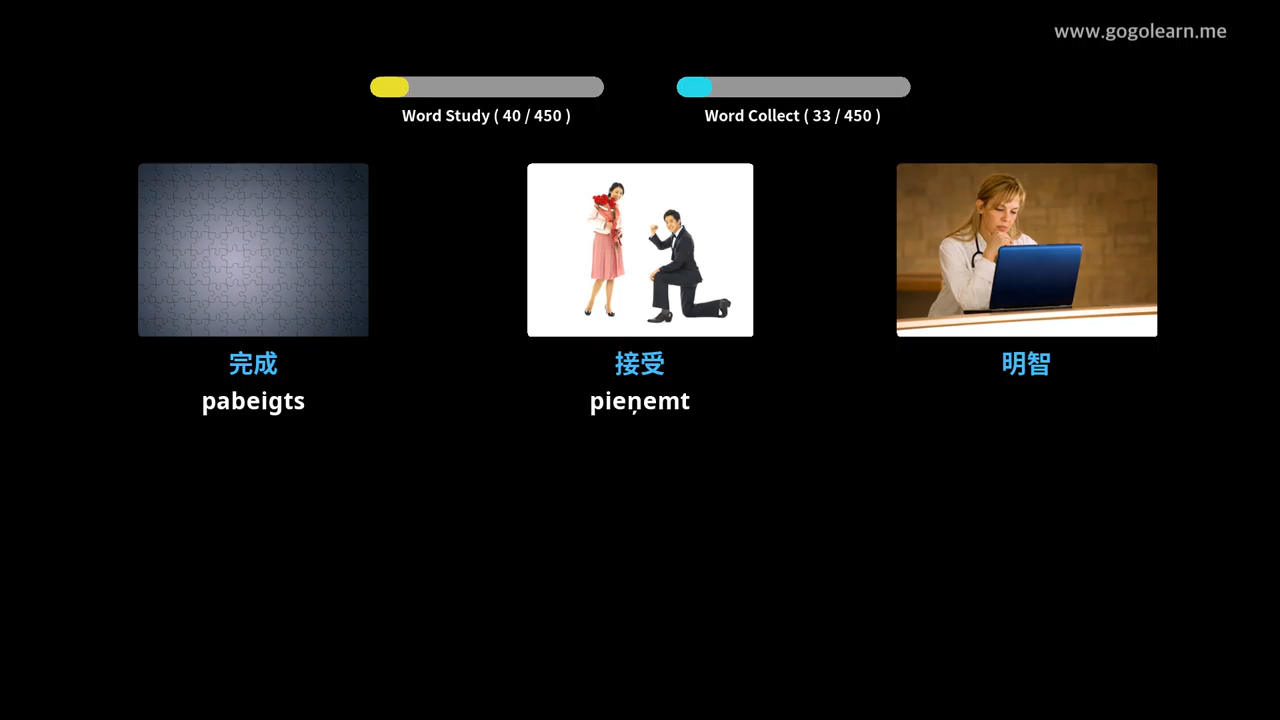 www.gogolearn.me
Word Study ( 40 / 450 )
Word Collect ( 33 / 450 )
完成
接受
明智
pabeigts
pieņemt